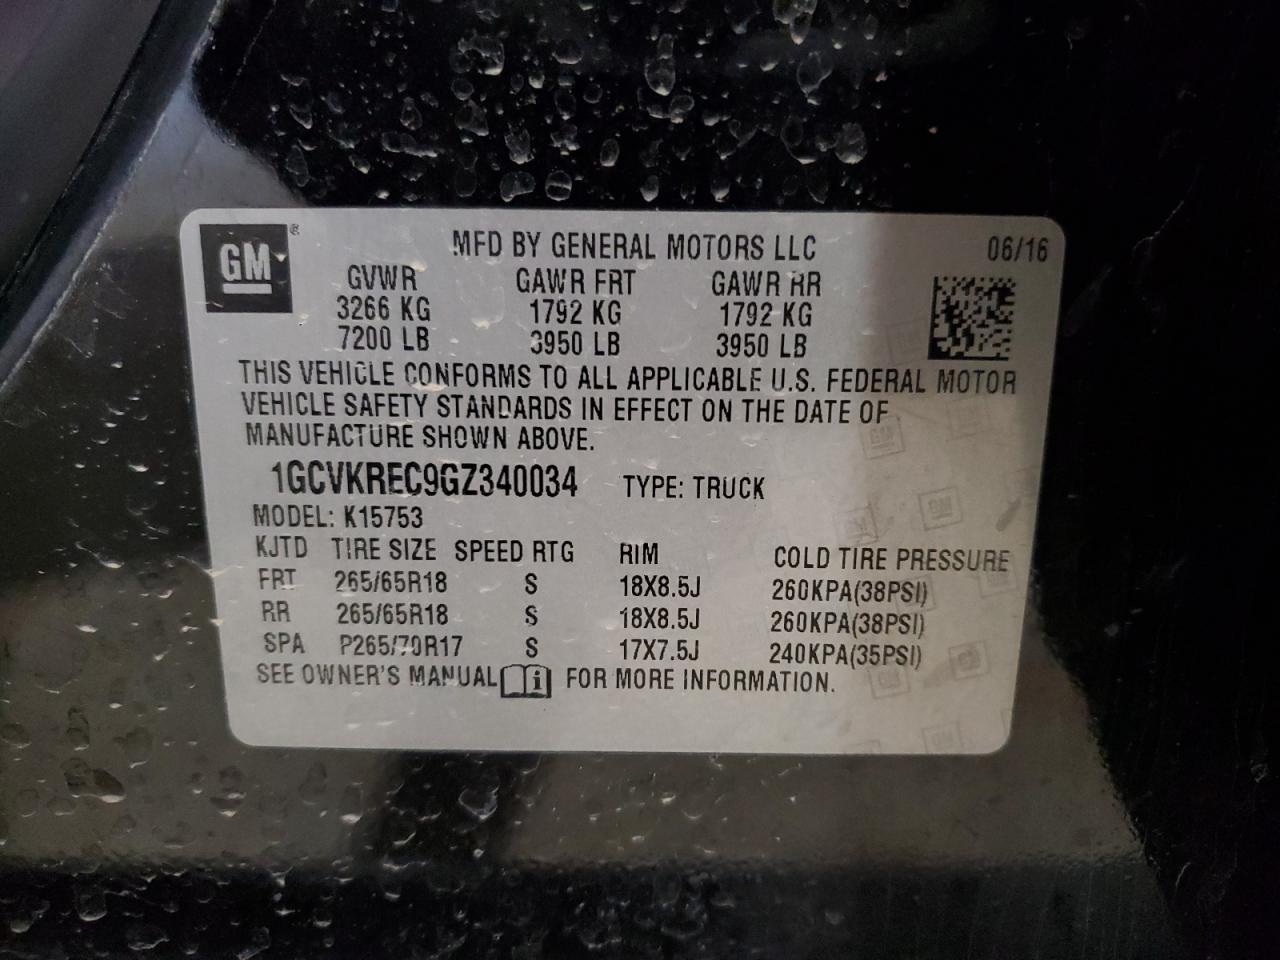 GM®
MFD BY GENERAL MOTORS LLC 06/16
GVWR GAWR FRT GAWR RR
3266 KG 1792 KG 1792 KG
7200 LB 3950 LB 3950 LB
THIS VEHICLE CONFORMS TO ALL APPLICABLE U.S. FEDERAL MOTOR
VEHICLE SAFETY STANDARDS IN EFFECT ON THE DATE OF
MANUFACTURE SHOWN ABOVE.
1GCVKREC9GZ340034 TYPE: TRUCK
MODEL: K15753
KJTD TIRE SIZE SPEED RTG RIM COLD TIRE PRESSURE
FRT 265/65R18 S 18X8.5J 260KPA(38PSI)
RR 265/65R18 S 18X8.5J 260KPA(38PSI)
SPA P265/70R17 S 17X7.5J 240KPA(35PSI)
SEE OWNER'S MANUAL i FOR MORE INFORMATION.